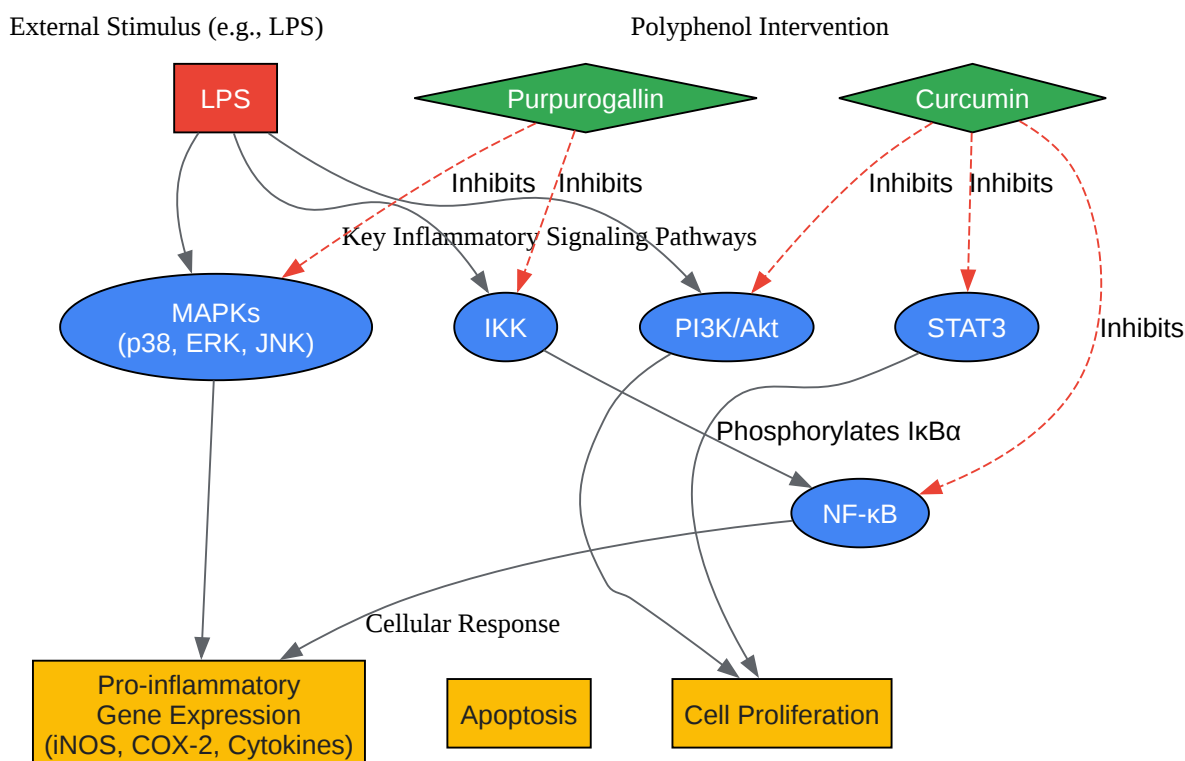 External Stimulus (e.g., LPS)
Polyphenol Intervention
LPS
Purpurogallin
Curcumin
Inhibits
Inhibits
Inhibits
Inhibits
Key Inflammatory Signaling Pathways
MAPKs
(p38, ERK, JNK)
IKK
PI3K/Akt
STAT3
Inhibits
Phosphorylates IκBα
NF-κB
Cellular Response
Pro-inflammatory
Gene Expression
(iNOS, COX-2, Cytokines)
Apoptosis
Cell Proliferation